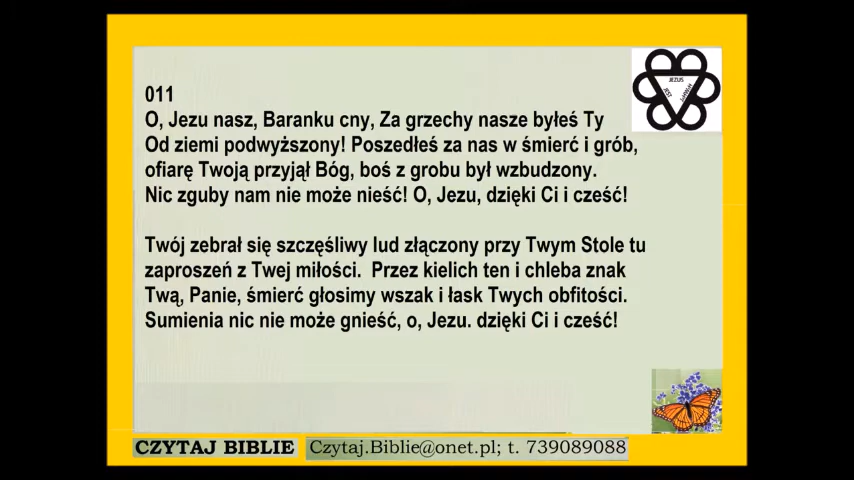 011
O, Jezu nasz, Baranku cny, Za grzechy nasze byłeś Ty
Od ziemi podwyższony! Poszedłeś za nas w śmierć i grób,
ofiarę Twoją przyjął Bóg, boś z grobu był wzbudzony.
Nic zguby nam nie może nieść! O, Jezu, dzięki Ci i cześć!
Twój zebrał się szczęśliwy lud złączony przy Twym Stole tu
zaproszeń z Twej miłości. Przez kielich ten i chleba znak
Twą, Panie, śmierć głosimy wszak i łask Twych obfitości.
Sumienia nic nie może gnieść, o, Jezu. dzięki Ci i cześć!
JEZUS
JEST
CZYTAJ BIBLIE
Czytaj.Biblie@onet.pl; t. 739089088